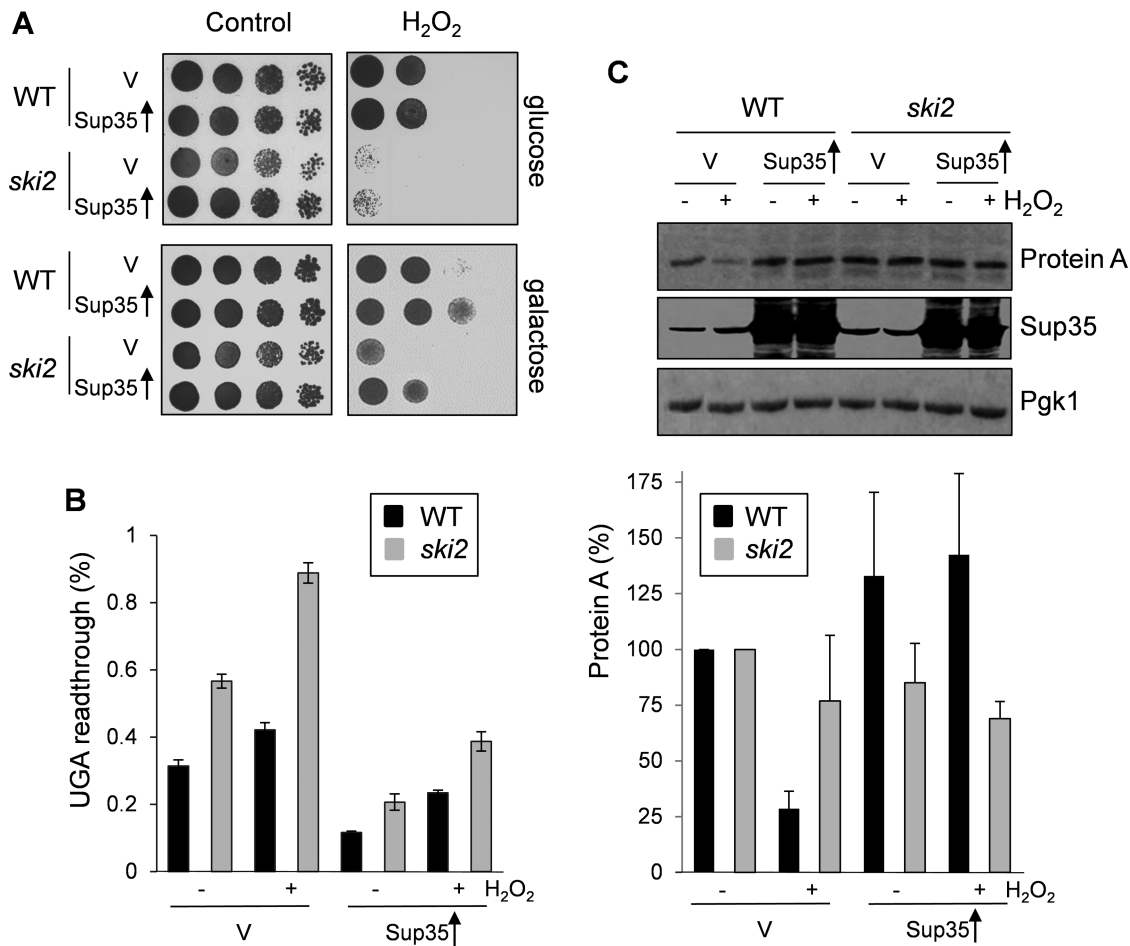 A
Control H2O2
WT V
Sup35
ski2 V
Sup35
glucose
WT V
Sup35
ski2 V
Sup35
galactose
B
WT
ski2
UGA readthrough (%)
1
0.8
0.6
0.4
0.2
0
- + - + H2O2
V Sup35
C
WT ski2
V Sup35 V Sup35
- + - + - + - + H2O2
Protein A
Sup35
Pgk1
WT
ski2
Protein A (%)
175
150
125
100
75
50
25
0
- + - + H2O2
V Sup35